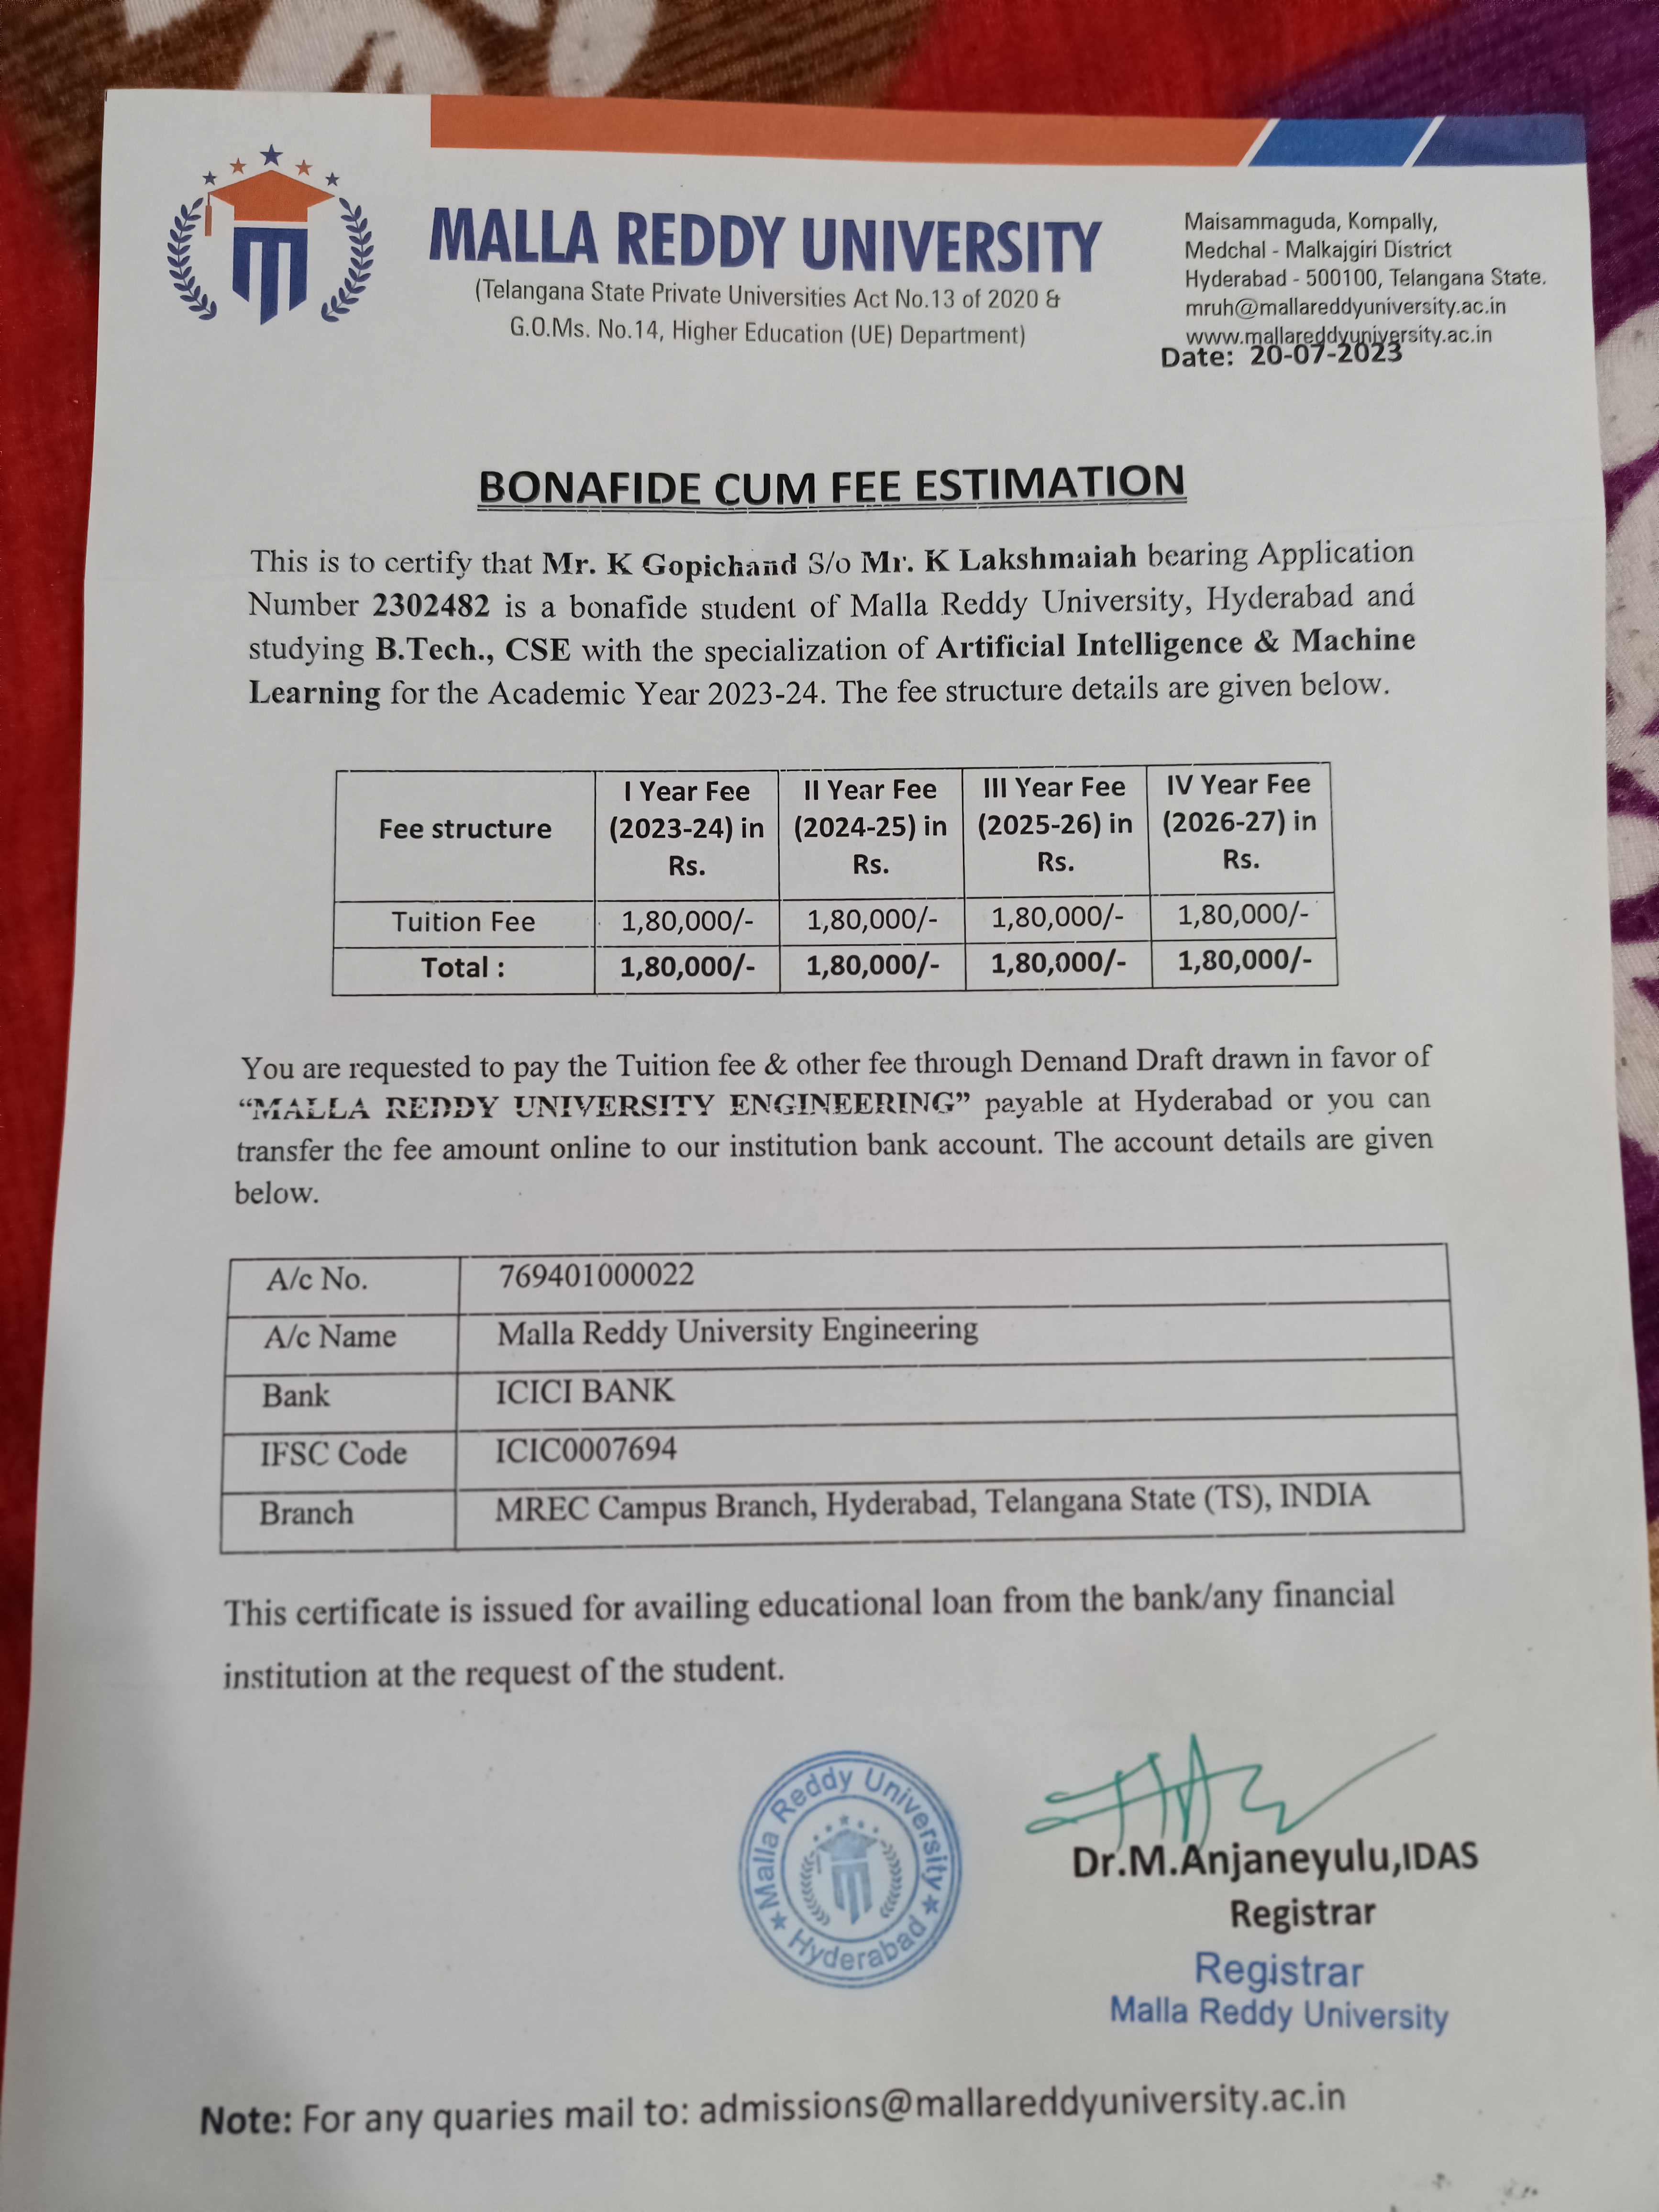 MALLA REDDY UNIVERSITY
(Telangana State Private Universities Act No.13 of 2020 &
G.O.Ms. No.14, Higher Education (UE) Department)
Maisammaguda, Kompally,
Medchal - Malkajgiri District
Hyderabad - 500100, Telangana State.
mruh@mallareddyuniversity.ac.in
www.mallareddyuniversity.ac.in
Date: 20-07-2023
BONAFIDE CUM FEE ESTIMATION
This is to certify that Mr. K Gopichand S/o Mr. K Lakshmaiah bearing Application
Number 2302482 is a bonafide student of Malla Reddy University, Hyderabad and
studying B.Tech., CSE with the specialization of Artificial Intelligence & Machine
Learning for the Academic Year 2023-24. The fee structure details are given below.
Fee structure I Year Fee (2023-24) in Rs. II Year Fee (2024-25) in Rs. III Year Fee (2025-26) in Rs. IV Year Fee (2026-27) in Rs.
Tuition Fee 1,80,000/- 1,80,000/- 1,80,000/- 1,80,000/-
Total : 1,80,000/- 1,80,000/- 1,80,000/- 1,80,000/-
You are requested to pay the Tuition fee & other fee through Demand Draft drawn in favor of
“MALLA REDDY UNIVERSITY ENGINEERING” payable at Hyderabad or you can
transfer the fee amount online to our institution bank account. The account details are given
below.
A/c No. 769401000022
A/c Name Malla Reddy University Engineering
Bank ICICI BANK
IFSC Code ICIC0007694
Branch MREC Campus Branch, Hyderabad, Telangana State (TS), INDIA
This certificate is issued for availing educational loan from the bank/any financial
institution at the request of the student.
Malla Reddy University
Hyderabad
Dr.M.Anjaneyulu,IDAS
Registrar
Registrar
Malla Reddy University
Note: For any quaries mail to: admissions@mallareddyuniversity.ac.in